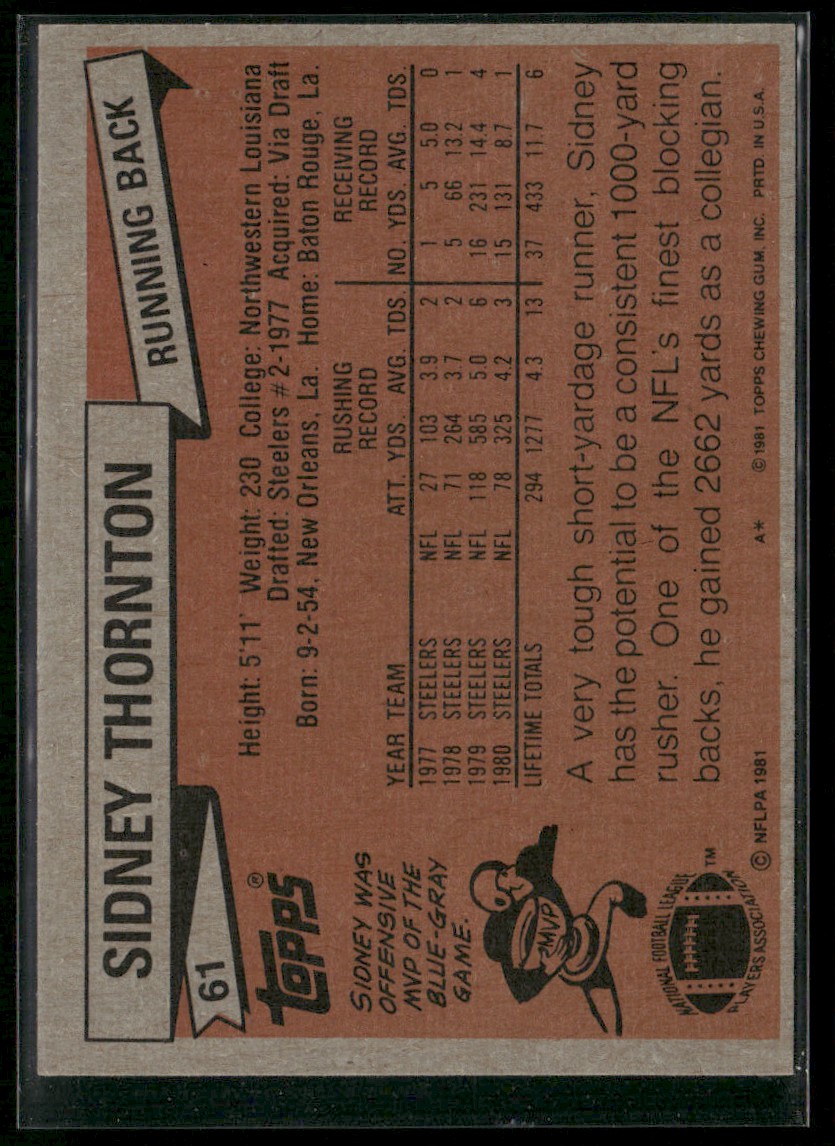 SIDNEY THORNTON
RUNNING BACK
61
TOPPS®
Height: 5'11" Weight: 230 College: Northwestern Louisiana
Drafted: Steelers #2-1977 Acquired: Via Draft
Born: 9-2-54, New Orleans, La. Home: Baton Rouge, La.
RUSHING RECORD RECEIVING RECORD
YEAR TEAM ATT. YDS. AVG. TDS. NO. YDS. AVG. TDS.
1977 STEELERS NFL 27 103 3.9 2 1 5 5.0 0
1978 STEELERS NFL 71 264 3.7 2 5 66 13.2 1
1979 STEELERS NFL 118 585 5.0 6 16 231 14.4 4
1980 STEELERS NFL 78 325 4.2 3 15 131 8.7 1
LIFETIME TOTALS 294 1277 4.3 13 37 433 11.7 6
SIDNEY WAS
OFFENSIVE
MVP OF THE
BLUE-GRAY
GAME.
MVP
A very tough short-yardage runner, Sidney
has the potential to be a consistent 1000-yard
rusher. One of the NFL's finest blocking
backs, he gained 2662 yards as a collegian.
NATIONAL FOOTBALL LEAGUE
PLAYERS ASSOCIATION
TM
© NFLPA 1981 A* © 1981 TOPPS CHEWING GUM, INC. PRTD. IN U.S.A.